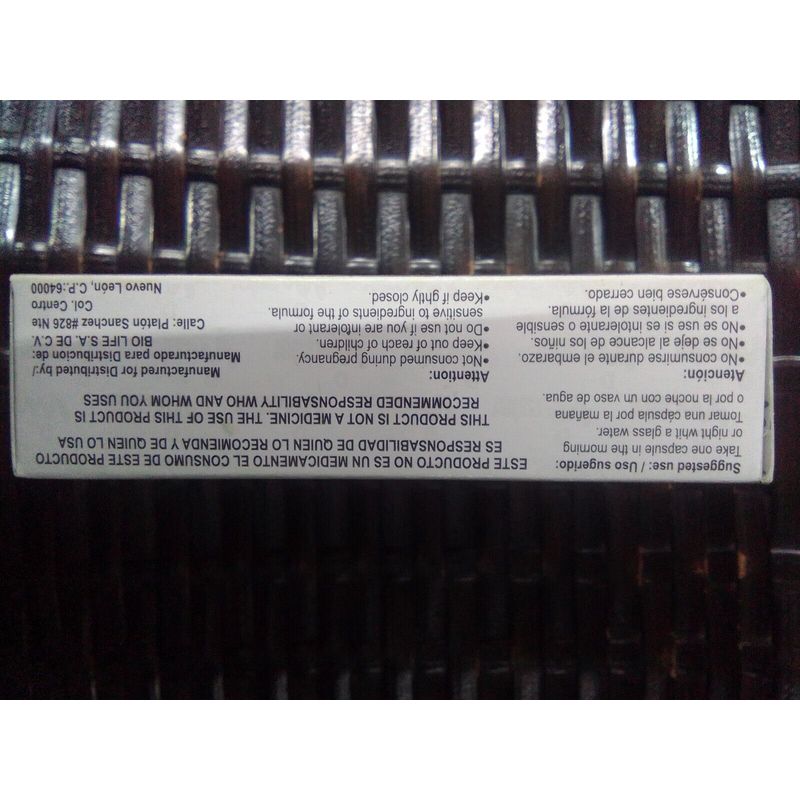 Suggested use: / Uso sugerido:
Take one capsule in the morning
or night whit a glass water.
Tomar una capsula por la mañana
o por la noche con un vaso de agua.
Atención:
•No consumirse durante el embarazo.
•No se deje al alcance de los niños.
•No se use si es intolerante o sensible
a los ingredientes de la fórmula.
•Consérvese bien cerrado.
ESTE PRODUCTO NO ES UN MEDICAMENTO EL CONSUMO DE ESTE PRODUCTO
ES RESPONSABILIDAD DE QUIEN LO RECOMIENDA Y DE QUIEN LO USA
THIS PRODUCT IS NOT A MEDICINE. THE USE OF THIS PRODUCT IS
RECOMMENDED RESPONSABILITY WHO AND WHOM YOU USES
Attention:
•Not consumed during pregnancy.
•Keep out of reach of children.
•Do not use if you are intolerant or
sensitive to ingredients of the formula.
•Keep if ghtly closed.
Manufactured for Distributed by:/
Manufacturado para Distribucion de:
BIO LIFE S.A. DE C.V.
Calle: Platón Sanchez #826 Nte
Col. Centro
Nuevo León, C.P.:64000